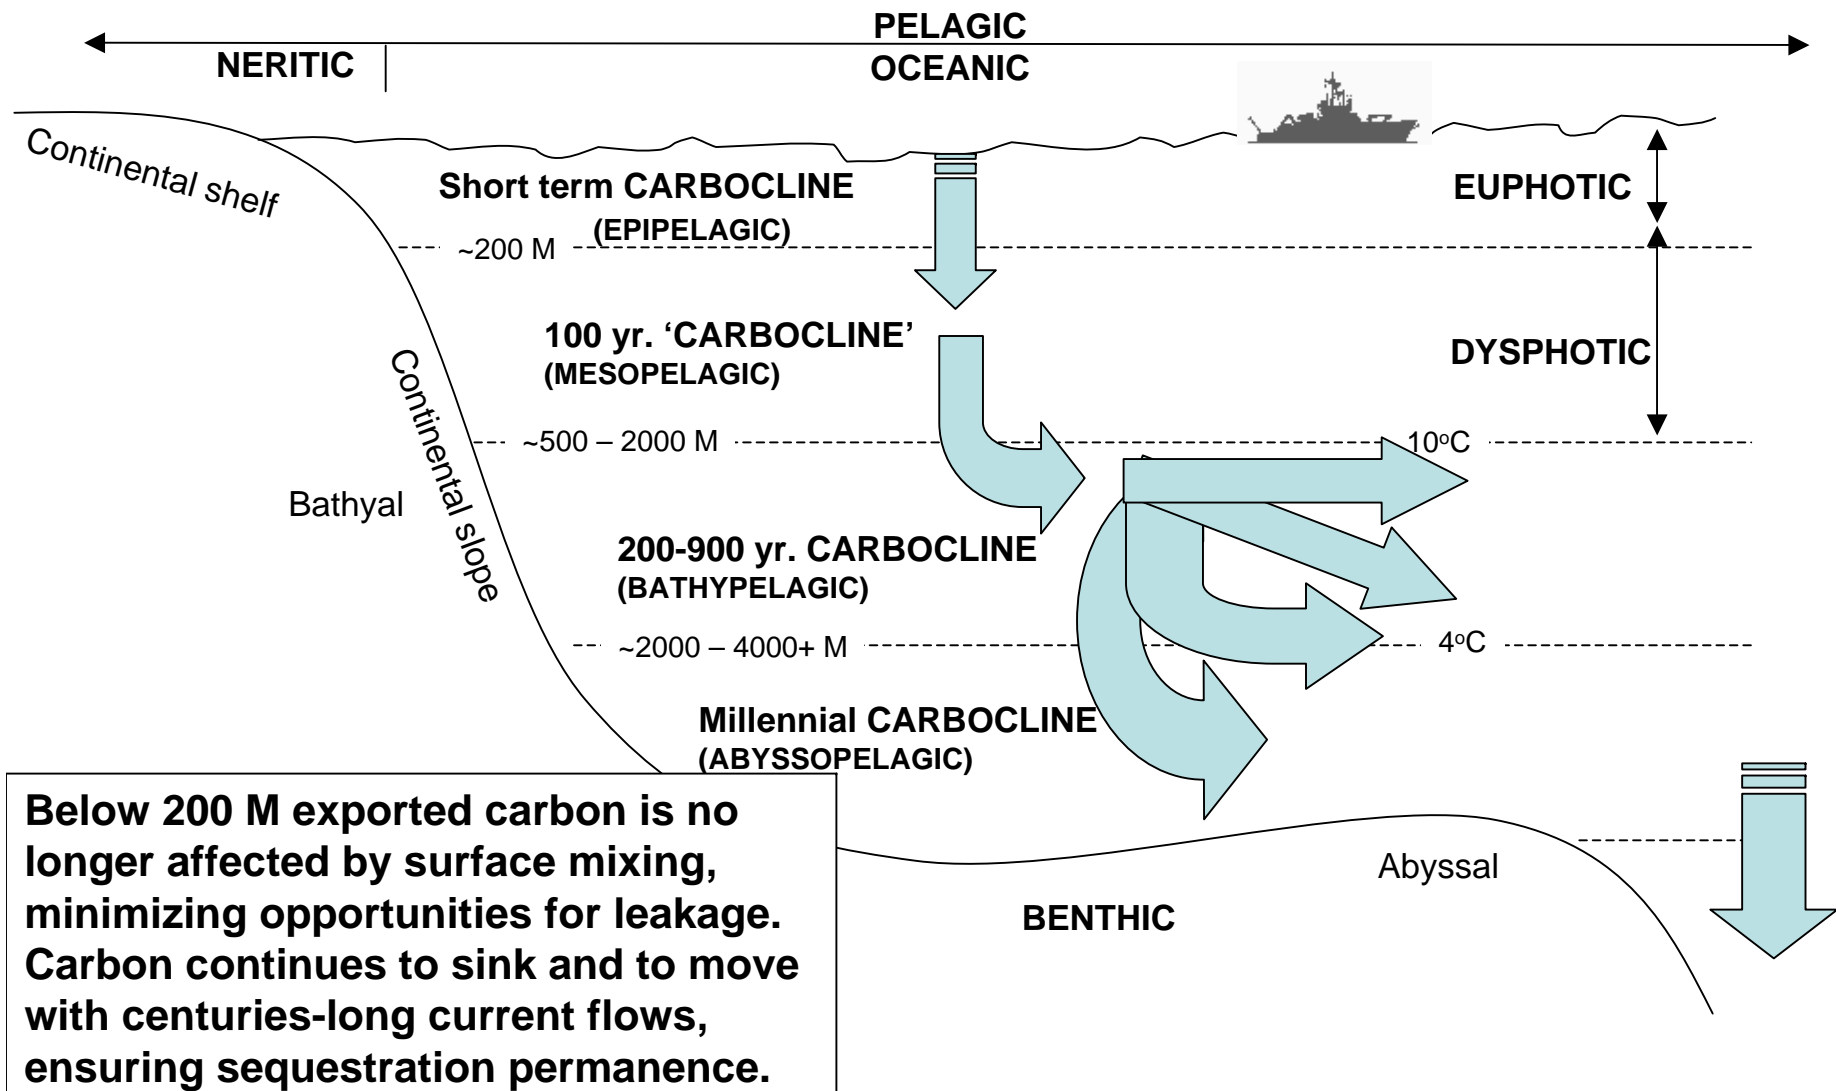 PELAGIC
NERITIC
OCEANIC
Continental shelf
Short term CARBOCLINE
(EPIPELAGIC)
EUPHOTIC
~200 M
100 yr. ‘CARBOCLINE’
(MESOPELAGIC)
DYSPHOTIC
Continental slope
~500 – 2000 M
10°C
Bathyal
200-900 yr. CARBOCLINE
(BATHYPELAGIC)
~2000 – 4000+ M
4°C
Millennial CARBOCLINE
(ABYSSOPELAGIC)
Below 200 M exported carbon is no
longer affected by surface mixing,
minimizing opportunities for leakage.
Carbon continues to sink and to move
with centuries-long current flows,
ensuring sequestration permanence.
Abyssal
BENTHIC